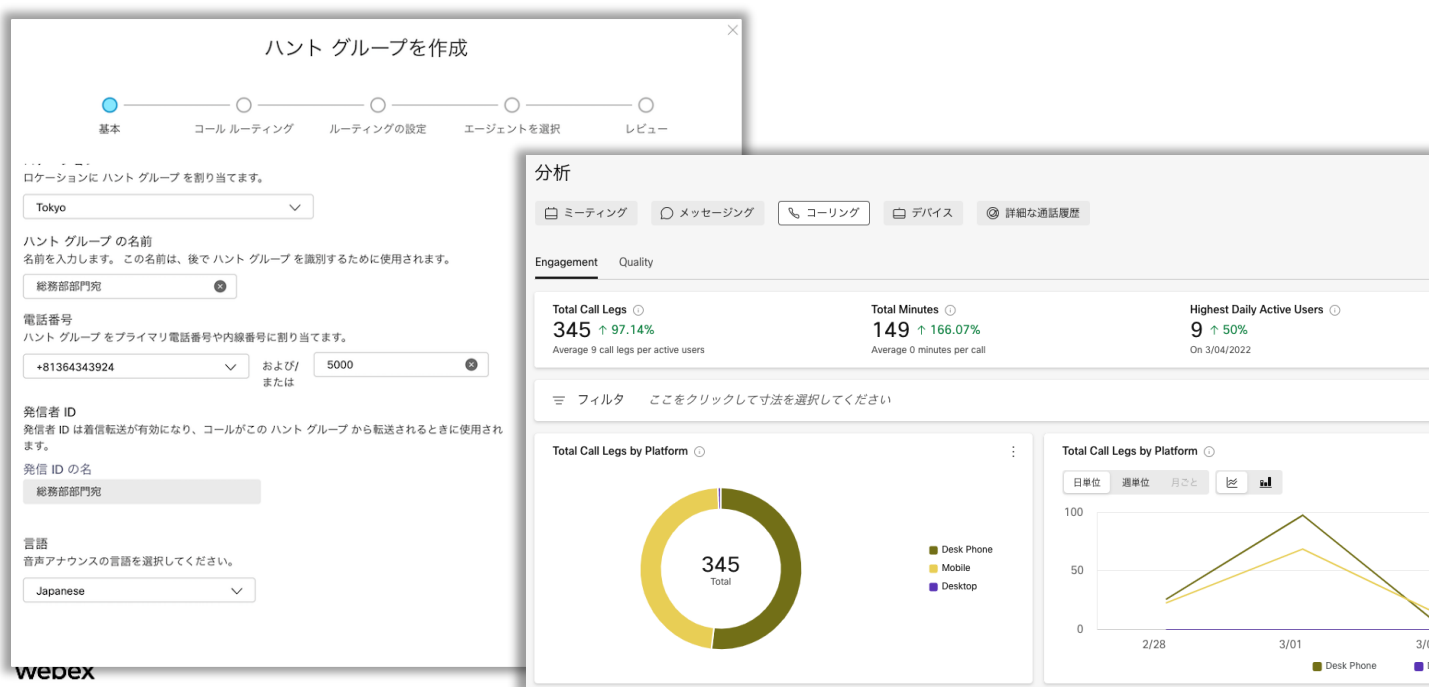 ハント グループを作成
基本
コール ルーティング
ルーティングの設定
エージェントを選択
レビュー
ロケーションに ハント グループ を割り当てます。
Tokyo
ハント グループ の名前
名前を入力します。 この名前は、後で ハント グループ を識別するために使用されます。
総務部部門宛
電話番号
ハント グループ をプライマリ電話番号や内線番号に割り当てます。
+81364343924
および/
または
5000
発信者 ID
発信者 ID は着信転送が有効になり、コールがこの ハント グループ から転送されるときに使用され
ます。
発信 ID の名
総務部部門宛
言語
音声アナウンスの言語を選択してください。
Japanese
webex
分析
ミーティング
メッセージング
コーリング
デバイス
詳細な通話履歴
Engagement
Quality
Total Call Legs
345 ↑ 97.14%
Average 9 call legs per active users
Total Minutes
149 ↑ 166.07%
Average 0 minutes per call
Highest Daily Active Users
9 ↑ 50%
On 3/04/2022
フィルタ
ここをクリックして寸法を選択してください
Total Call Legs by Platform
345
Total
Desk Phone
Mobile
Desktop
Total Call Legs by Platform
日単位
週単位
月ごと
100
50
0
2/28
3/01
Desk Phone